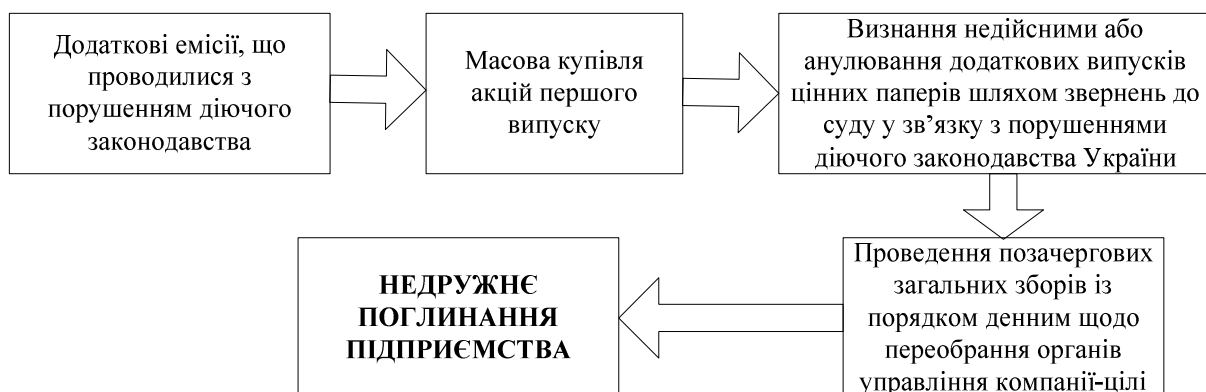 Додаткові емісії, що
проводилися з
порушенням діючого
законодавства
Масова купівля
акцій першого
випуску
Визнання недійсними або
анулювання додаткових випусків
цінних паперів шляхом звернень до
суду у зв’язку з порушеннями
діючого законодавства України
Проведення позачергових
загальних зборів із
порядком денним щодо
переобрання органів
управління компанії-цілі
НЕДРУЖНЄ
ПОГЛИНАННЯ
ПІДПРИЄМСТВА